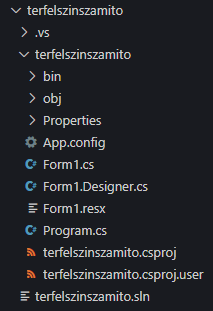 terfelszinszamito
.vs
terfelszinszamito
bin
obj
Properties
App.config
Form1.cs
Form1.Designer.cs
Form1.resx
Program.cs
terfelszinszamito.csproj
terfelszinszamito.csproj.user
terfelszinszamito.sln